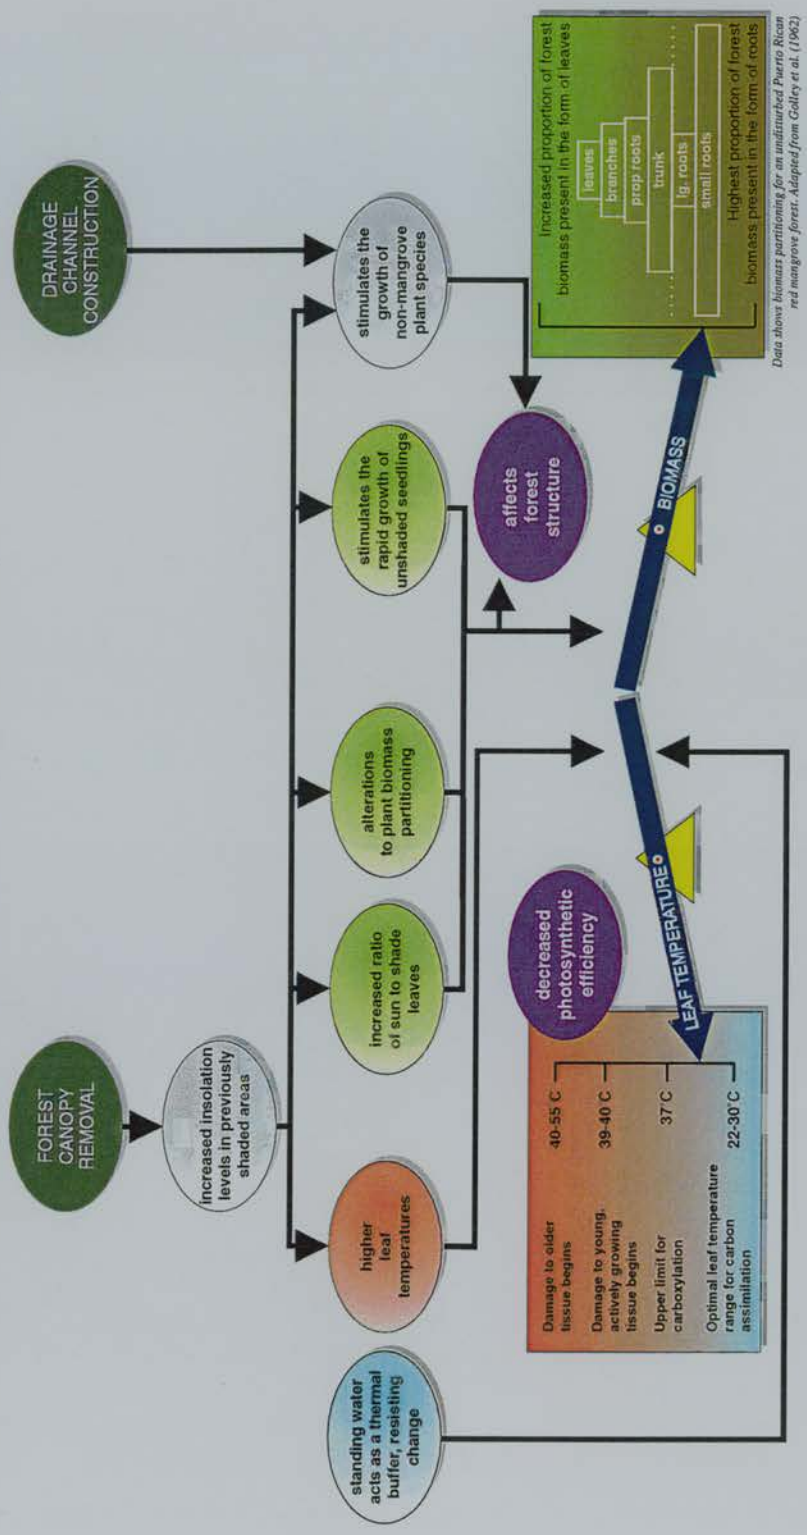 FOREST
CANOPY
REMOVAL
DRAINAGE
CHANNEL
CONSTRUCTION
increased insolation
levels in previously
shaded areas
standing water
acts as a thermal
buffer, resisting
change
higher
leaf
temperatures
increased ratio
of sun to shade
leaves
alterations
to plant biomass
partitioning
stimulates the
rapid growth of
unshaded seedlings
stimulates the
growth of
non-mangrove
plant species
decreased
photosynthetic
efficiency
affects
forest
structure
Damage to older
tissue begins
40-55°C
Damage to young,
actively growing
tissue begins
39-40°C
Upper limit for
carboxylation
37°C
Optimal leaf temperature
range for carbon
assimilation
22-30°C
LEAF TEMPERATURE
BIOMASS
Increased proportion of forest
biomass present in the form of leaves
leaves
branches
prop roots
trunk
lg. roots
small roots
Highest proportion of forest
biomass present in the form of roots
Data shows biomass partitioning for an undisturbed Puerto Rican
red mangrove forest. Adapted from Golley et al. (1962)